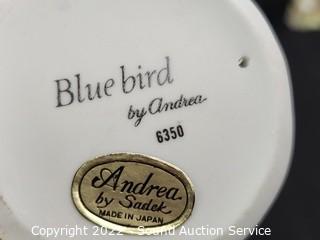 Blue bird
by Andrea
6350
Andrea
by Sadek
MADE IN JAPAN
Copyright 2022 - Sound Auction Service